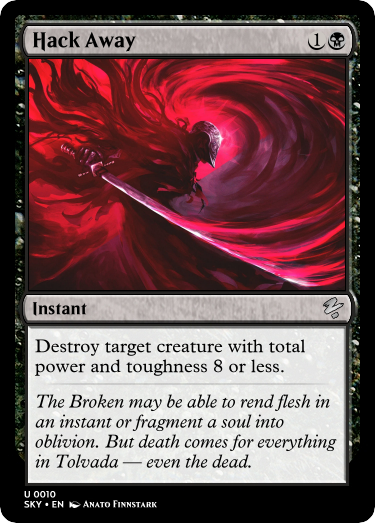 Hack Away 1
Instant
Destroy target creature with total
power and toughness 8 or less.
The Broken may be able to rend flesh in
an instant or fragment a soul into
oblivion. But death comes for everything
in Tolvada — even the dead.
U 0010
SKY • EN Anato Finnstark